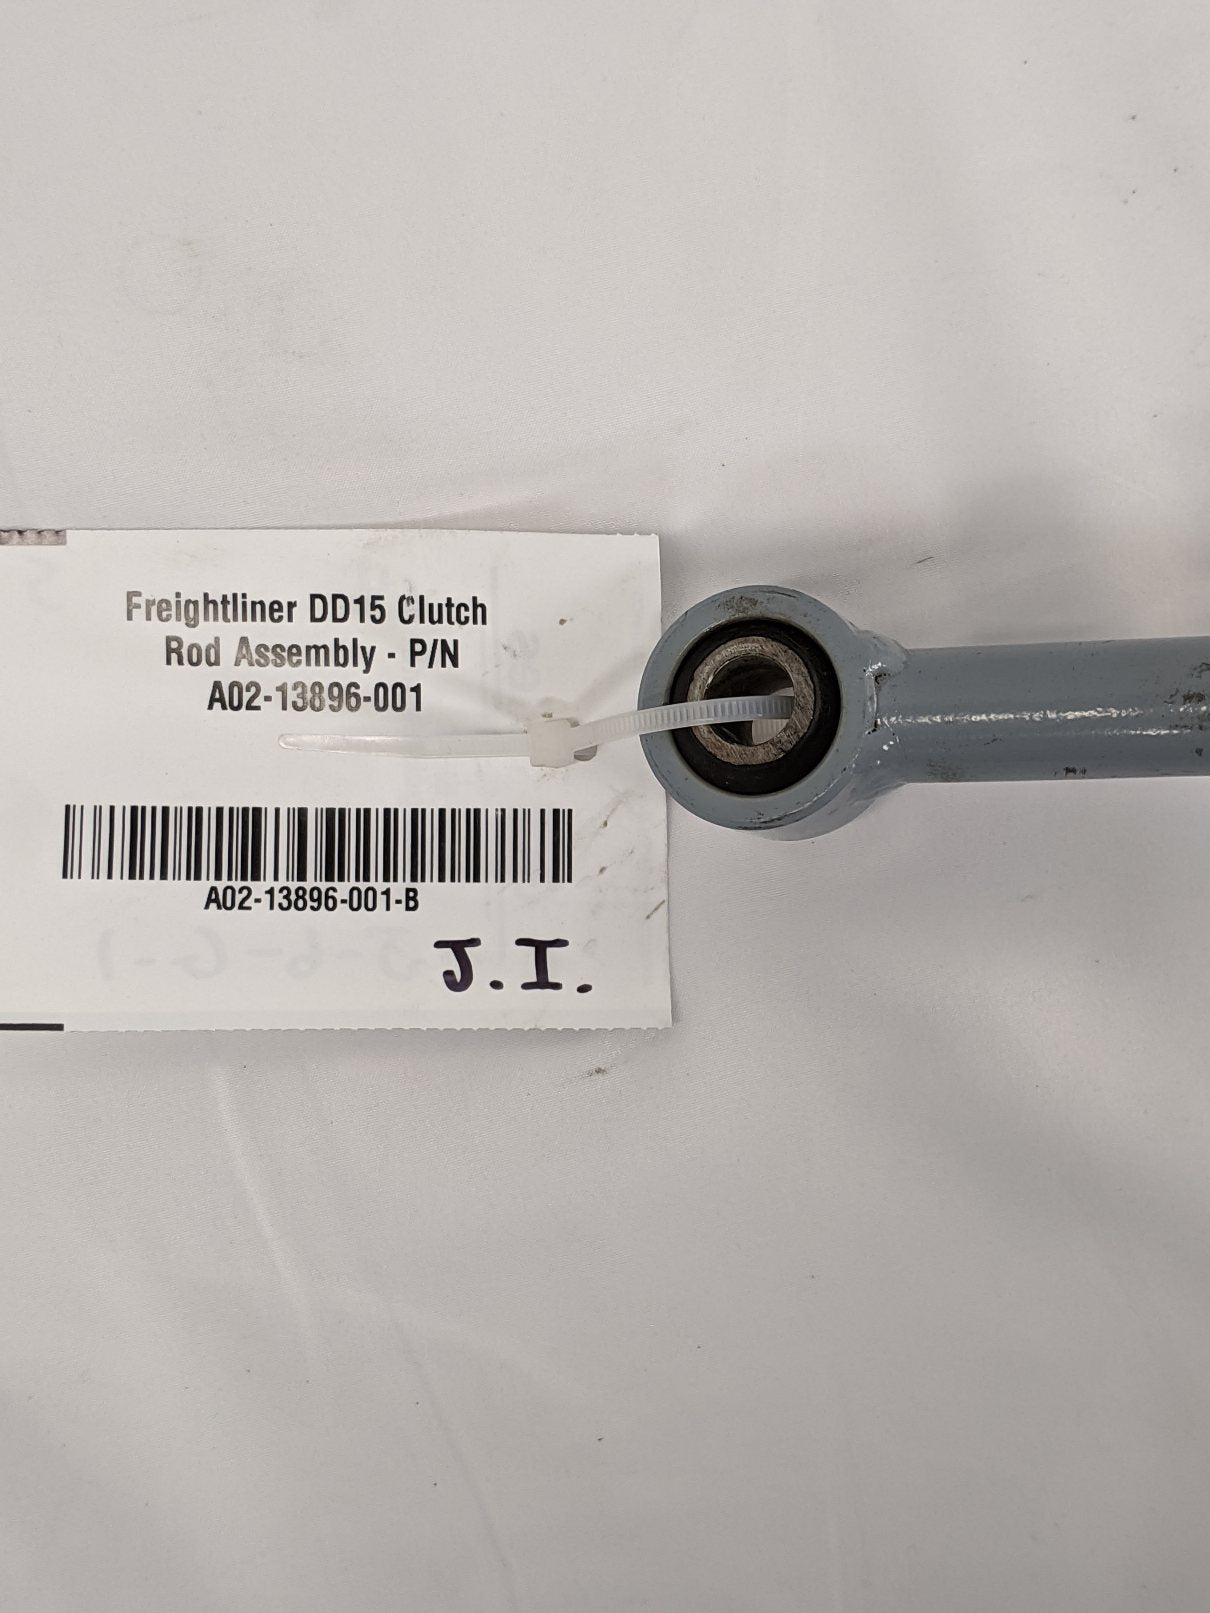 Freightliner DD15 Clutch
Rod Assembly - P/N
A02-13896-001
A02-13896-001-B
J.I.